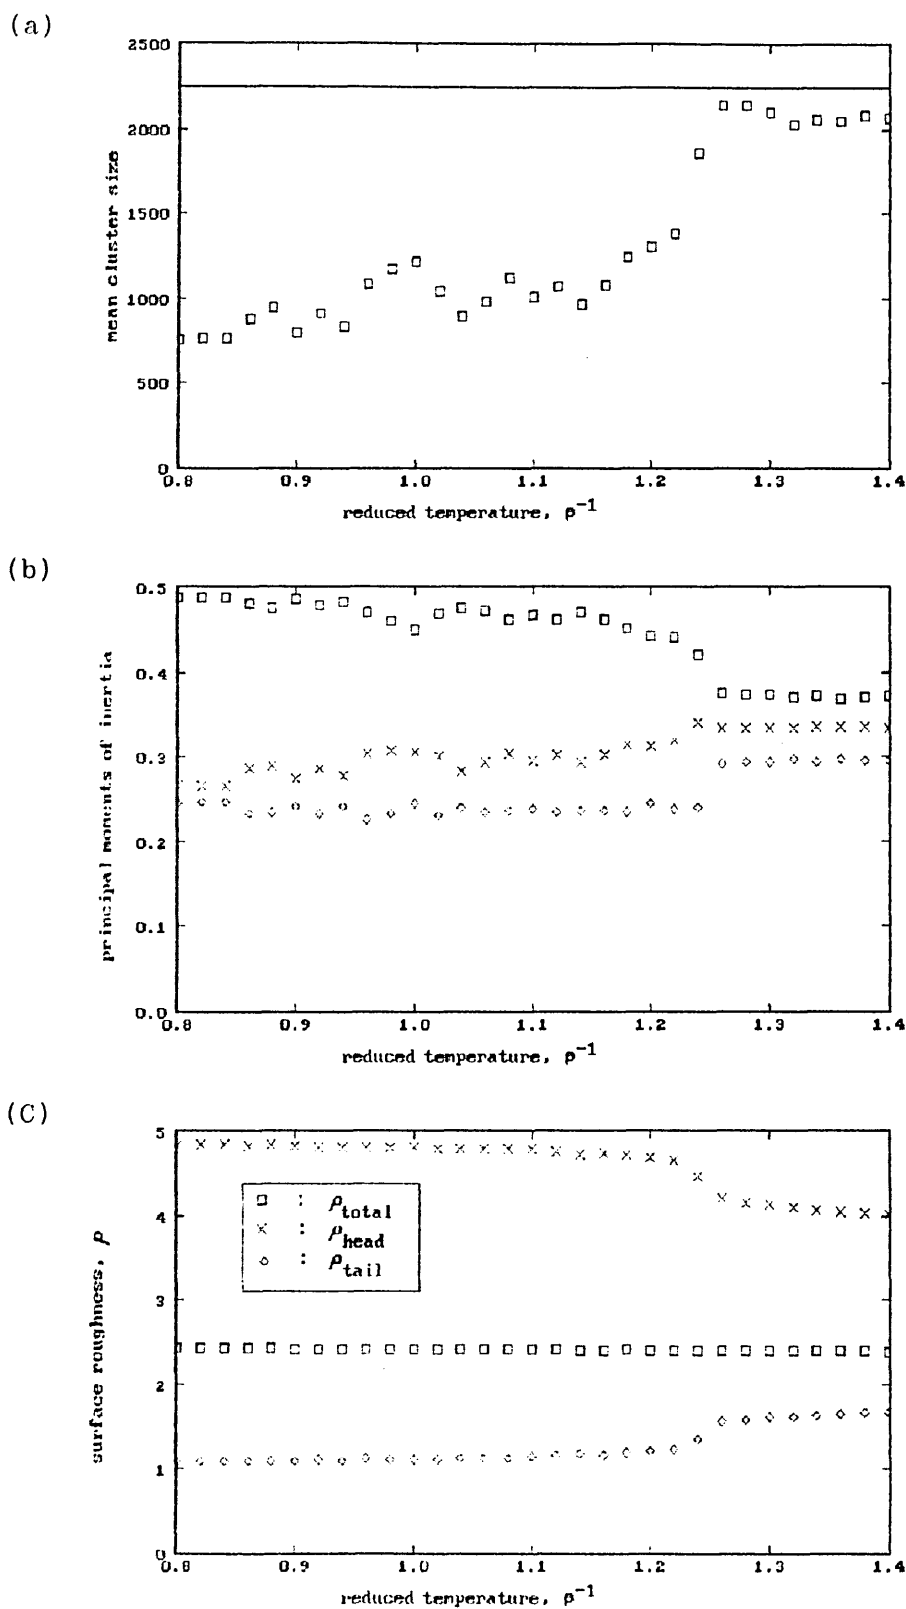 (a)
2500
2000
1500
1000
500
0
mean cluster size
0.8 0.9 1.0 1.1 1.2 1.3 1.4
reduced temperature, β⁻¹
(b)
0.5
0.4
0.3
0.2
0.1
0.0
principal moments of inertia
0.8 0.9 1.0 1.1 1.2 1.3 1.4
reduced temperature, β⁻¹
(C)
5
4
3
2
1
0
surface roughness, ρ
□ : ρ_total
× : ρ_head
◇ : ρ_tail
0.8 0.9 1.0 1.1 1.2 1.3 1.4
reduced temperature, β⁻¹